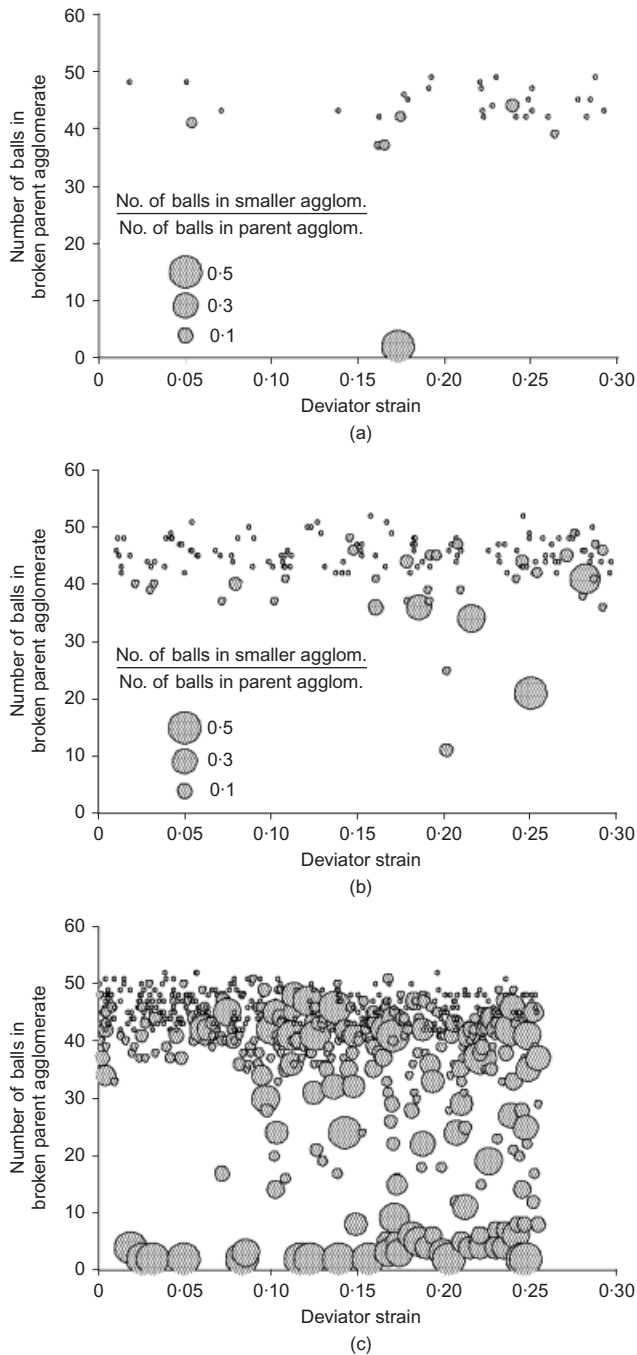 60
50
40
30
20
10
0
Number of balls in
broken parent agglomerate
No. of balls in smaller agglom.
No. of balls in parent agglom.
0·5
0·3
0·1
0 0·05 0·10 0·15 0·20 0·25 0·30
Deviator strain
(a)
60
50
40
30
20
10
0
Number of balls in
broken parent agglomerate
No. of balls in smaller agglom.
No. of balls in parent agglom.
0·5
0·3
0·1
0 0·05 0·10 0·15 0·20 0·25 0·30
Deviator strain
(b)
60
50
40
30
20
10
0
Number of balls in
broken parent agglomerate
0 0·05 0·10 0·15 0·20 0·25 0·30
Deviator strain
(c)